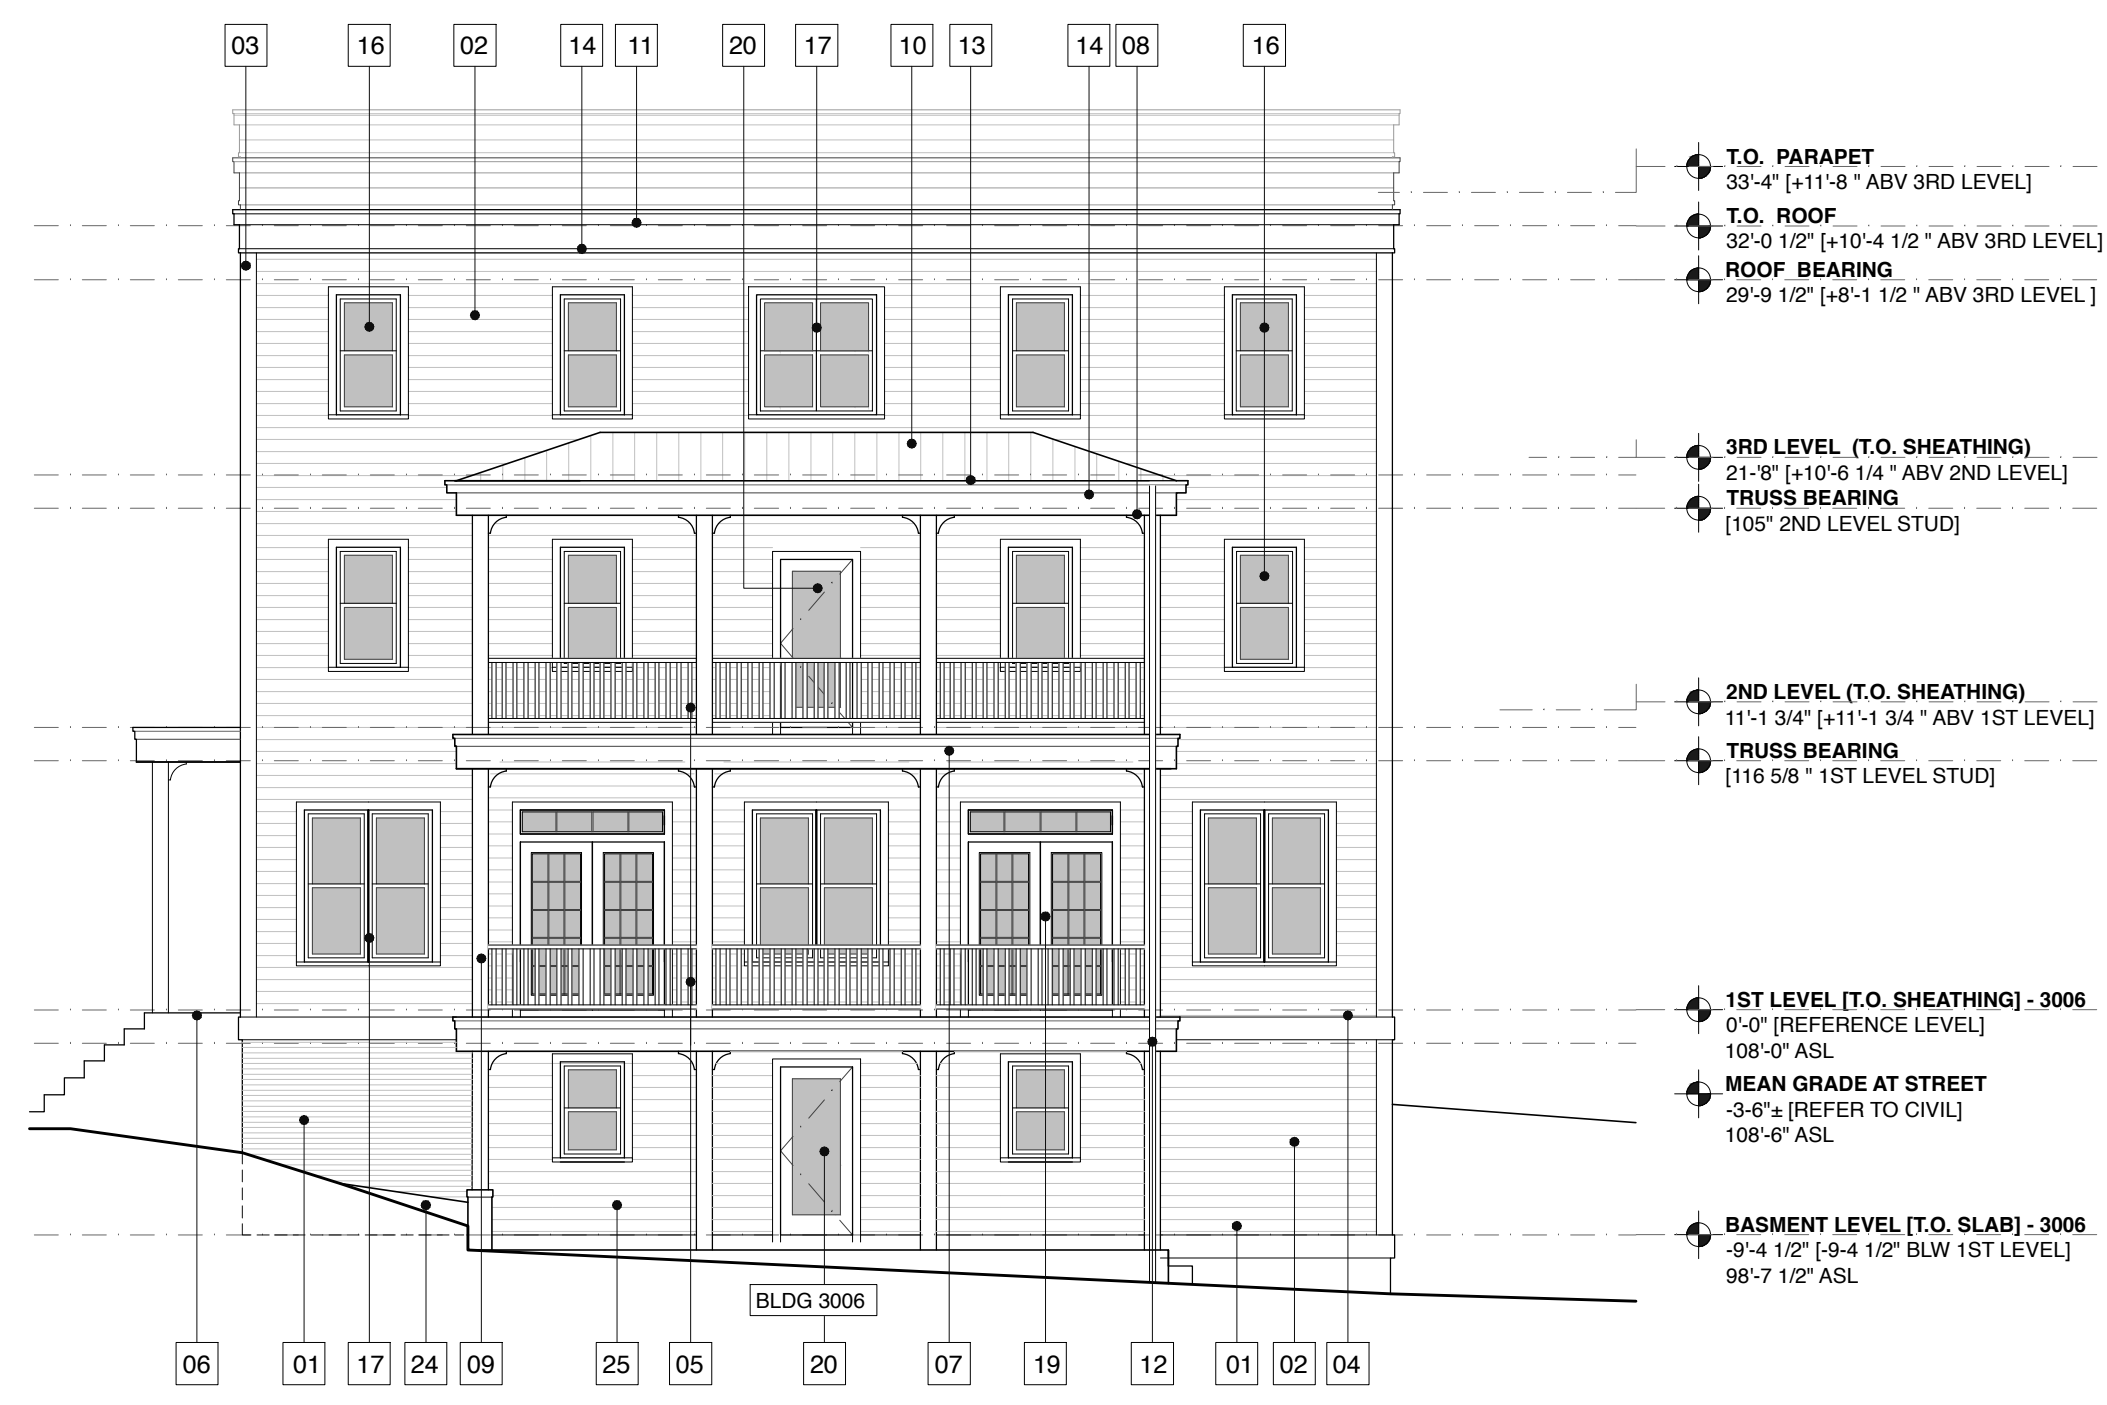 03 16 02 14 11 20 17 10 13 14 08 16
T.O. PARAPET
33'-4" [+11'-8 " ABV 3RD LEVEL]
T.O. ROOF
32'-0 1/2" [+10'-4 1/2 " ABV 3RD LEVEL]
ROOF BEARING
29'-9 1/2" [+8'-1 1/2 " ABV 3RD LEVEL ]
3RD LEVEL (T.O. SHEATHING)
21-'8" [+10'-6 1/4 " ABV 2ND LEVEL]
TRUSS BEARING
[105" 2ND LEVEL STUD]
2ND LEVEL (T.O. SHEATHING)
11'-1 3/4" [+11'-1 3/4 " ABV 1ST LEVEL]
TRUSS BEARING
[116 5/8 " 1ST LEVEL STUD]
1ST LEVEL [T.O. SHEATHING] - 3006
0'-0" [REFERENCE LEVEL]
108'-0" ASL
MEAN GRADE AT STREET
-3-6"± [REFER TO CIVIL]
108'-6" ASL
BASMENT LEVEL [T.O. SLAB] - 3006
-9'-4 1/2" [-9-4 1/2" BLW 1ST LEVEL]
98'-7 1/2" ASL
BLDG 3006
06 01 17 24 09 25 05 20 07 19 12 01 02 04